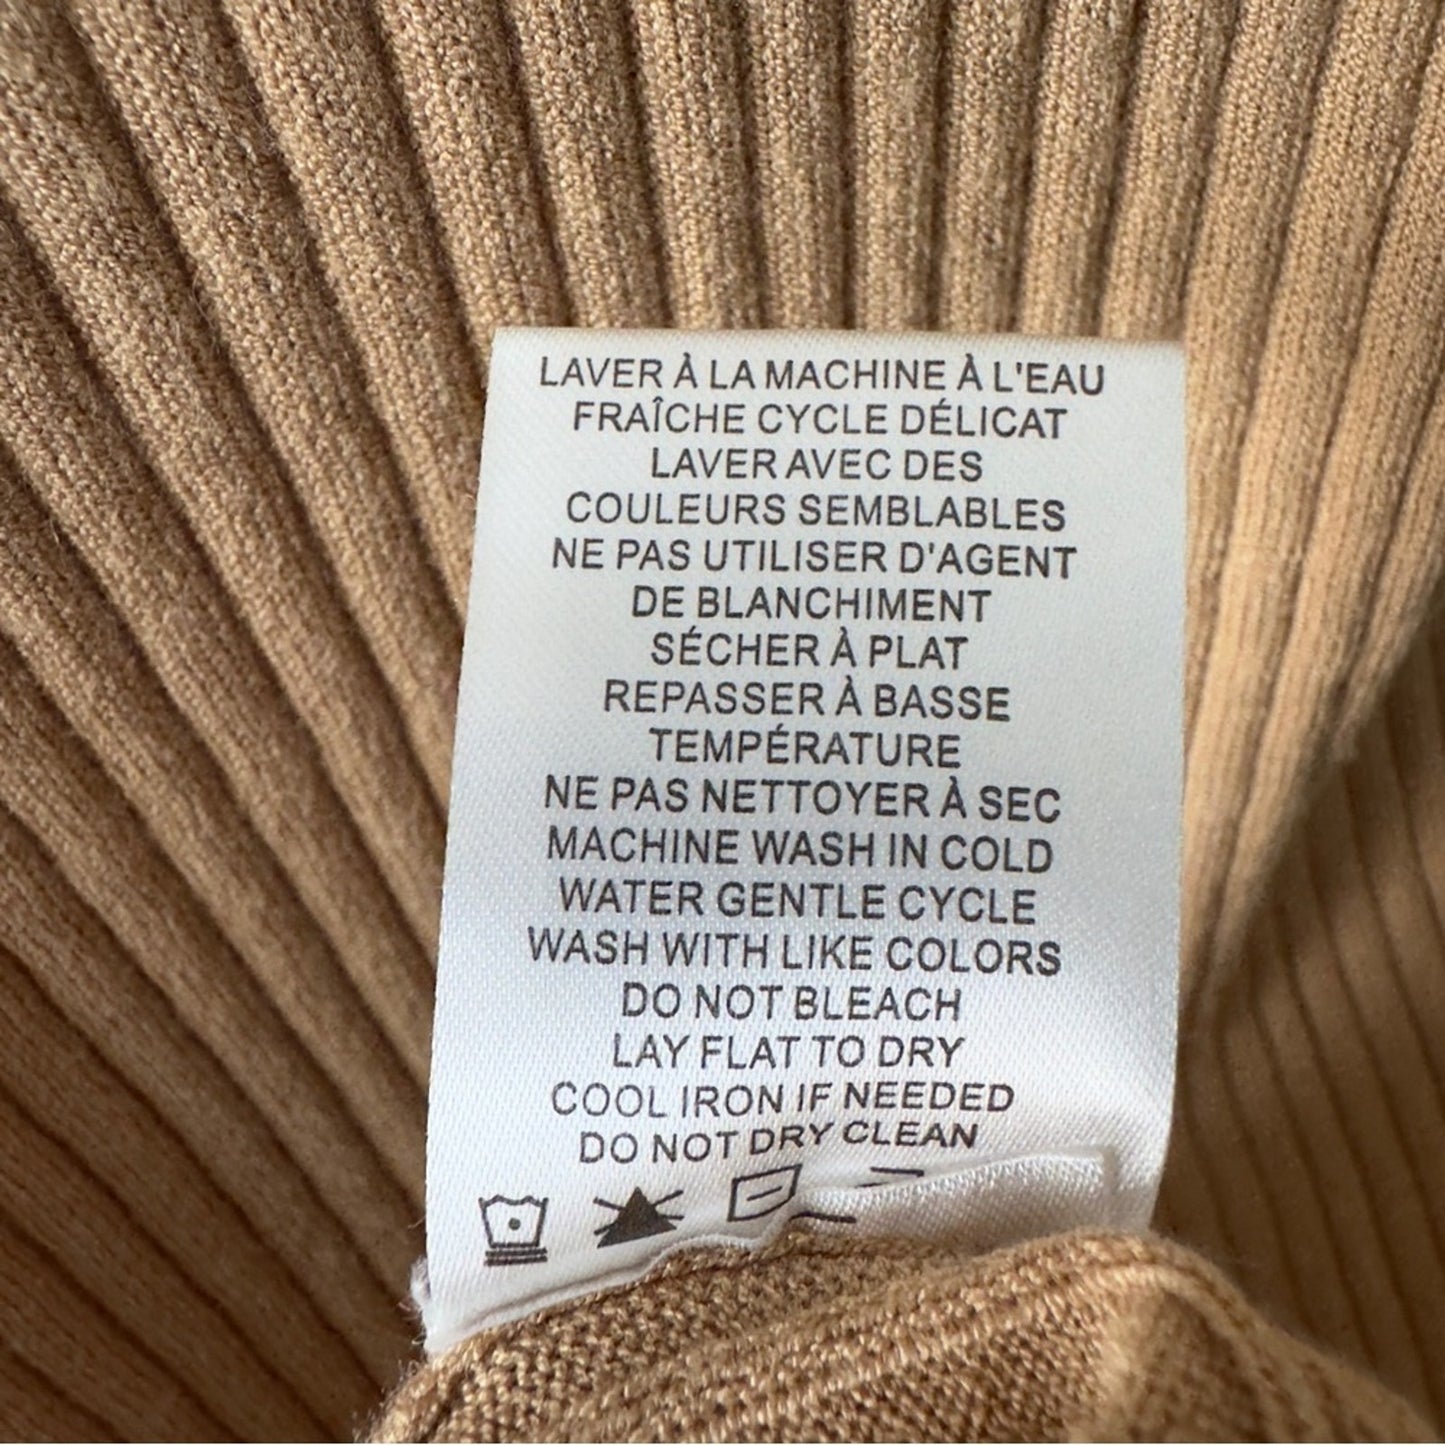 LAVER À LA MACHINE À L'EAU
FRAÎCHE CYCLE DÉLICAT
LAVER AVEC DES
COULEURS SEMBLABLES
NE PAS UTILISER D'AGENT
DE BLANCHIMENT
SÉCHER À PLAT
REPASSER À BASSE
TEMPÉRATURE
NE PAS NETTOYER À SEC
MACHINE WASH IN COLD
WATER GENTLE CYCLE
WASH WITH LIKE COLORS
DO NOT BLEACH
LAY FLAT TO DRY
COOL IRON IF NEEDED
DO NOT DRY CLEAN